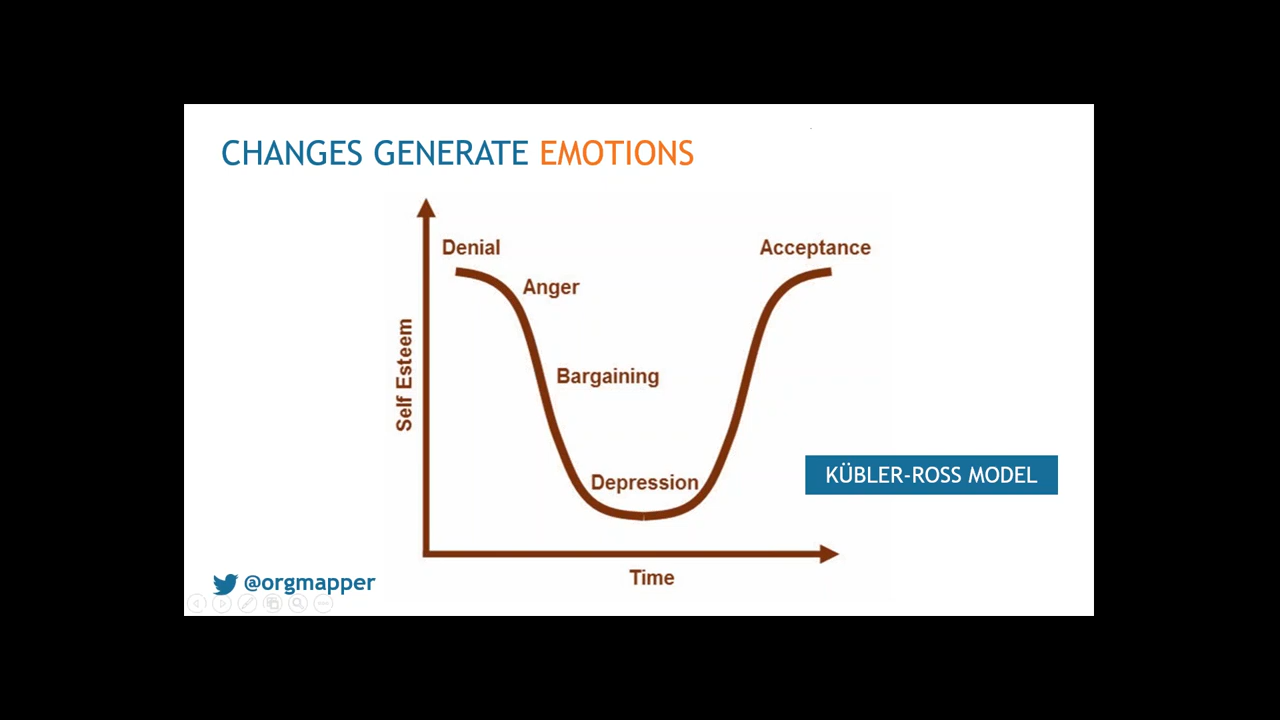 CHANGES GENERATE EMOTIONS
Denial
Acceptance
Anger
Bargaining
Self Esteem
Depression
KÜBLER-ROSS MODEL
Time
@orgmapper